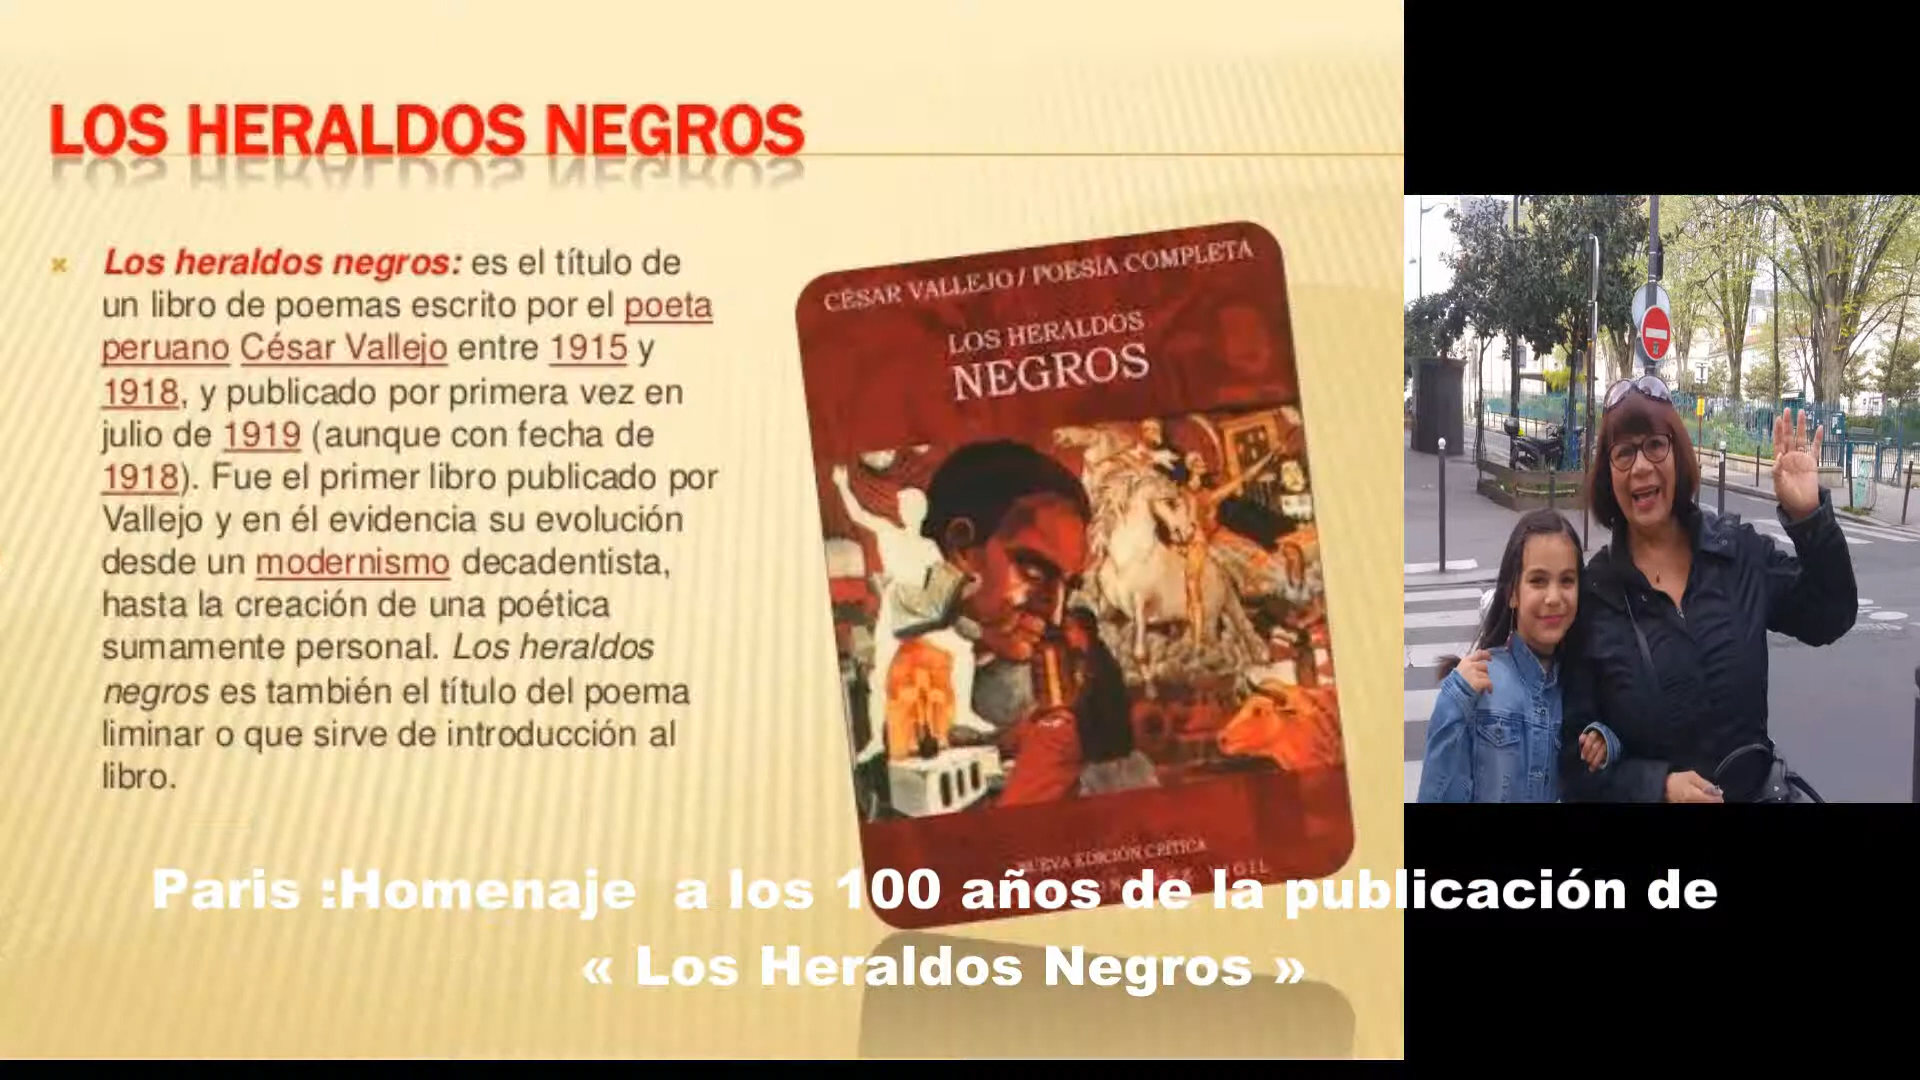 LOS HERALDOS NEGROS
Los heraldos negros: es el título de
un libro de poemas escrito por el poeta
peruano César Vallejo entre 1915 y
1918, y publicado por primera vez en
julio de 1919 (aunque con fecha de
1918). Fue el primer libro publicado por
Vallejo y en él evidencia su evolución
desde un modernismo decadentista,
hasta la creación de una poética
sumamente personal. Los heraldos
negros es también el título del poema
liminar o que sirve de introducción al
libro.
CÉSAR VALLEJO / POESÍA COMPLETA
LOS HERALDOS
NEGROS
NUEVA EDICIÓN CRÍTICA
Paris :Homenaje a los 100 años de la publicación de
« Los Heraldos Negros »